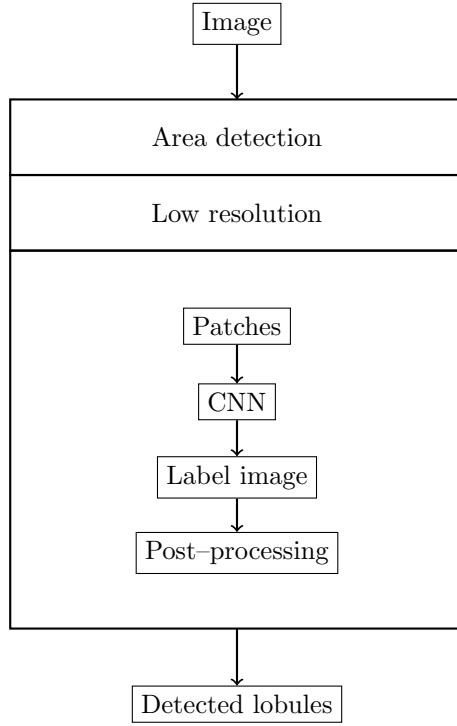 Image
Area detection
Low resolution
Patches
CNN
Label image
Post–processing
Detected lobules